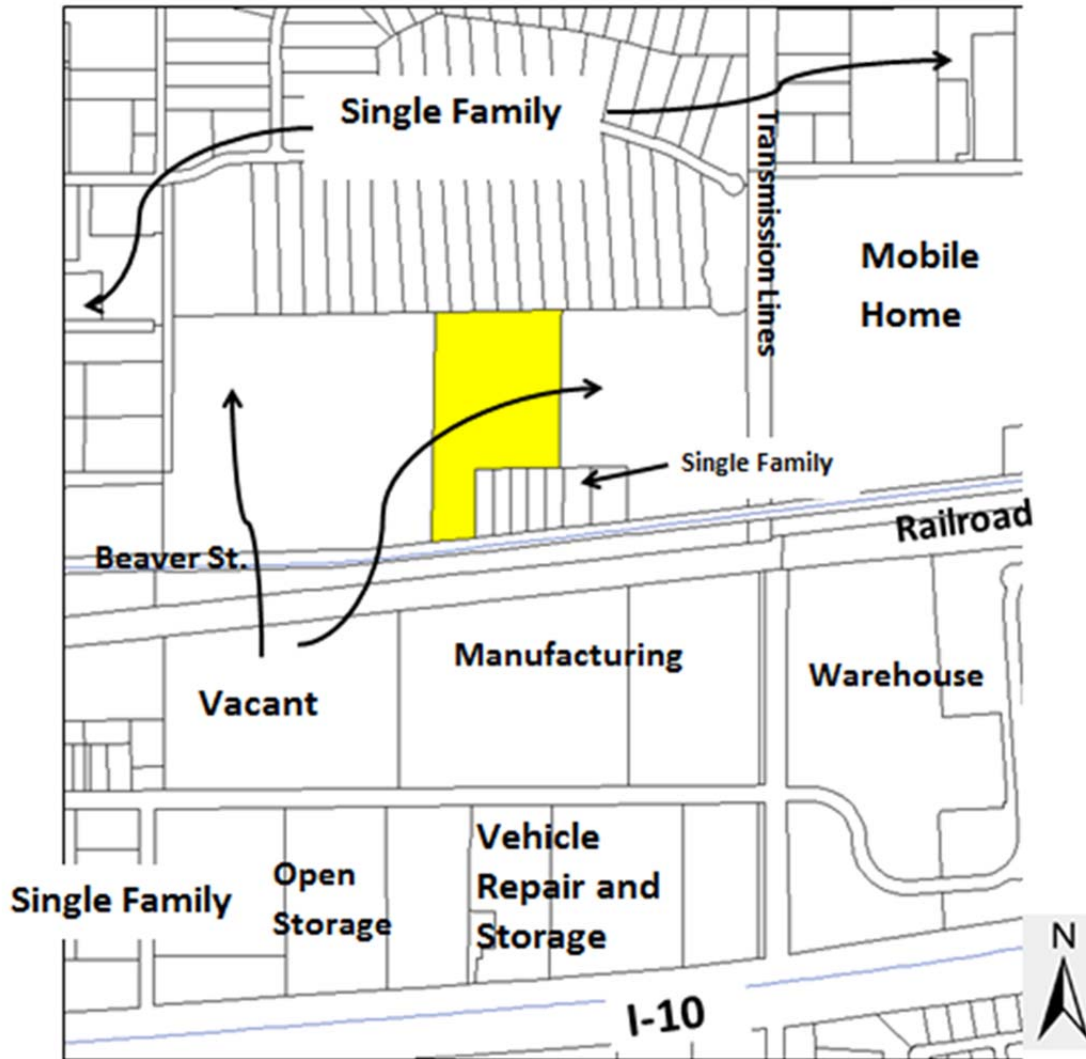 Single Family
Transmission Lines
Mobile
Home
Single Family
Railroad
Beaver St.
Manufacturing
Warehouse
Vacant
Vehicle
Repair and
Storage
Open
Storage
Single Family
N
I-10